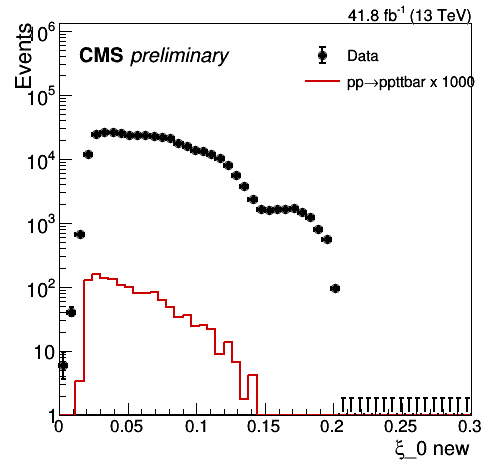 41.8 fb⁻¹ (13 TeV)
Events
CMS preliminary
Data
pp→ppttbar x 1000
10⁶
10⁵
10⁴
10³
10²
10
1
0 0.05 0.1 0.15 0.2 0.25 0.3
ξ_0 new